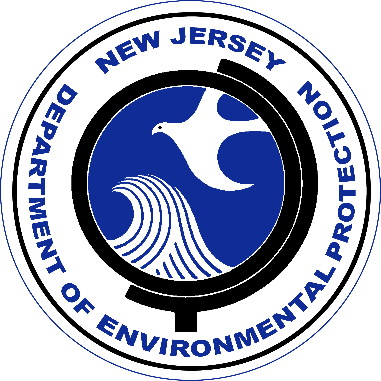 NEW JERSEY
DEPARTMENT OF ENVIRONMENTAL PROTECTION